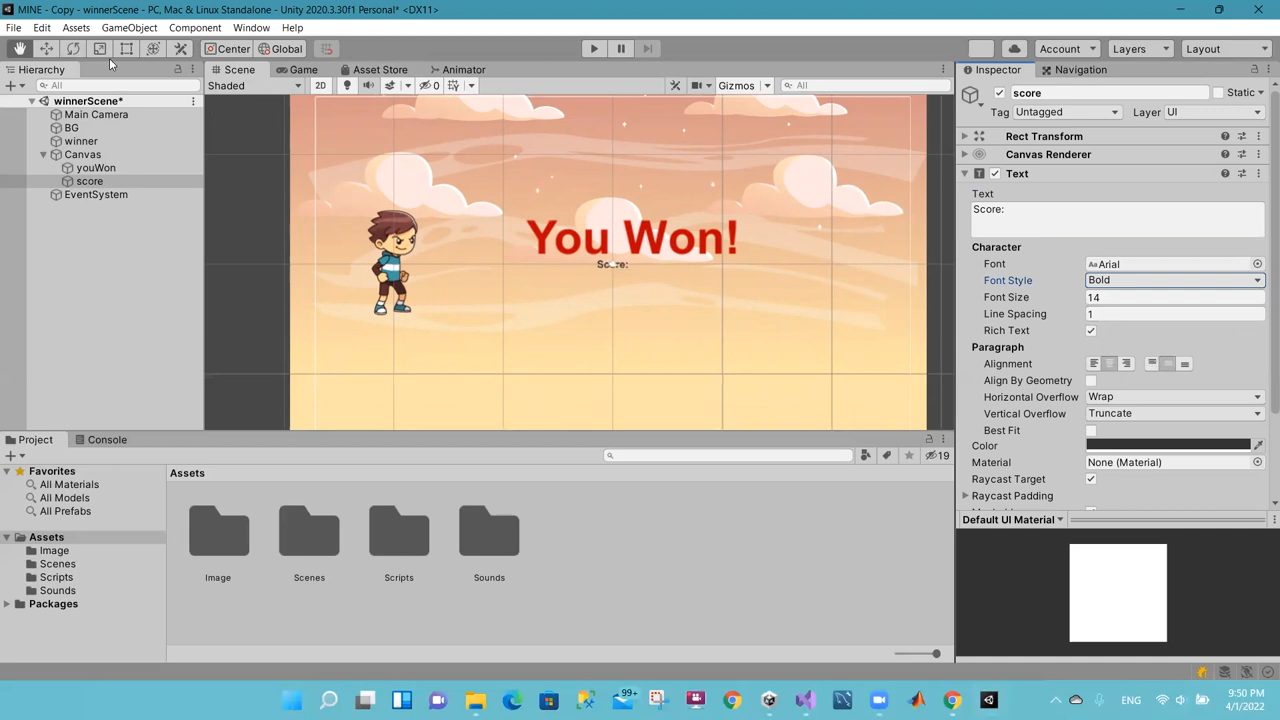 MINE - Copy - winnerScene - PC, Mac & Linux Standalone - Unity 2020.3.30f1 Personal* <DX11>
File Edit Assets GameObject Component Window Help
Center Global Account Layers Layout
Hierarchy
All
winnerScene*
Main Camera
BG
winner
Canvas
youWon
score
EventSystem
Scene Game Asset Store Animator
Shaded 2D 0 Gizmos All
You Won!
Score:
Inspector Navigation
score Static
Tag Untagged Layer UI
Rect Transform
Canvas Renderer
Text
Text
Score:
Character
Font Arial
Font Style Bold
Font Size 14
Line Spacing 1
Rich Text
Paragraph
Alignment
Align By Geometry
Horizontal Overflow Wrap
Vertical Overflow Truncate
Best Fit
Color
Material None (Material)
Raycast Target
Raycast Padding
Default UI Material
Project Console
19
Favorites
All Materials
All Models
All Prefabs
Assets
Image
Scenes
Scripts
Sounds
Packages
Assets
Image Scenes Scripts Sounds
99+
ENG
9:50 PM
4/1/2022